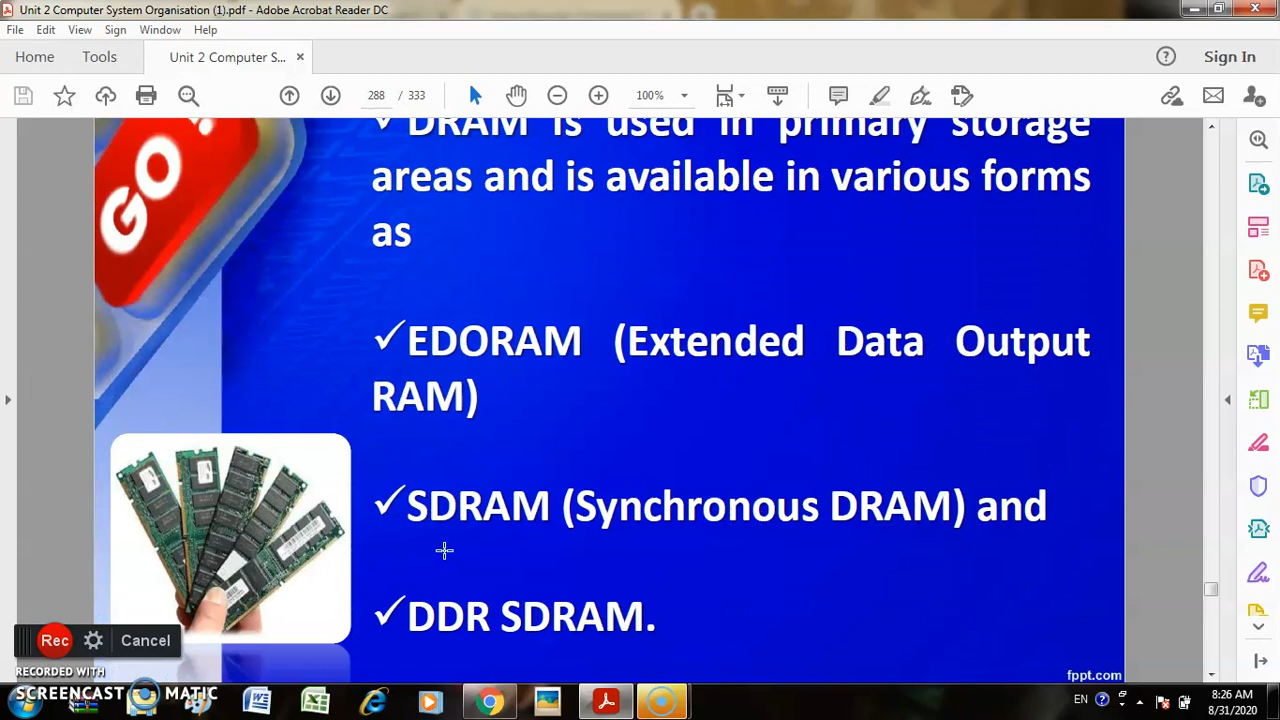 Unit 2 Computer System Organisation (1).pdf - Adobe Acrobat Reader DC
File Edit View Sign Window Help
Home Tools Unit 2 Computer S... Sign In
288 / 333 100%
GO!
✓DRAM is used in primary storage
areas and is available in various forms
as
✓EDORAM (Extended Data Output
RAM)
✓SDRAM (Synchronous DRAM) and
✓DDR SDRAM.
fppt.com
Rec Cancel
RECORDED WITH
SCREENCAST MATIC
EN
8:26 AM
8/31/2020